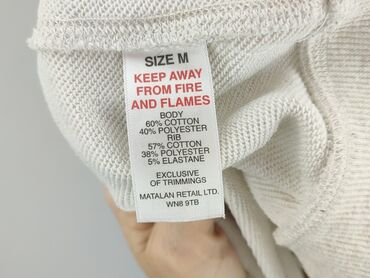 SIZE M
KEEP AWAY
FROM FIRE
AND FLAMES
BODY
60% COTTON
40% POLYESTER
RIB
57% COTTON
38% POLYESTER
5% ELASTANE
EXCLUSIVE
OF TRIMMINGS
MATALAN RETAIL LTD.
WN8 9TB